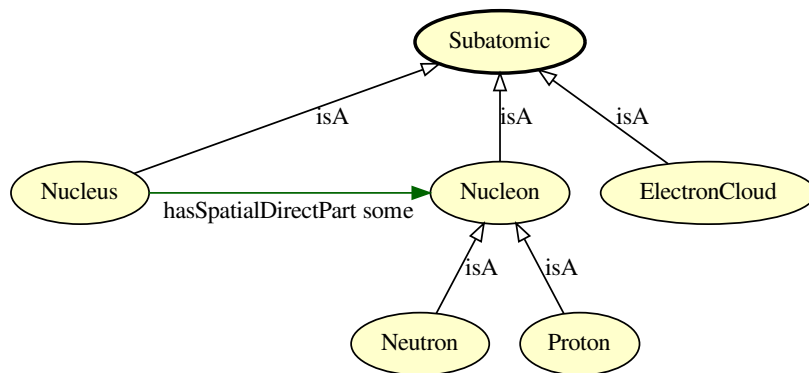 Subatomic
isA
isA
isA
Nucleus
hasSpatialDirectPart some
Nucleon
ElectronCloud
isA
isA
Neutron
Proton